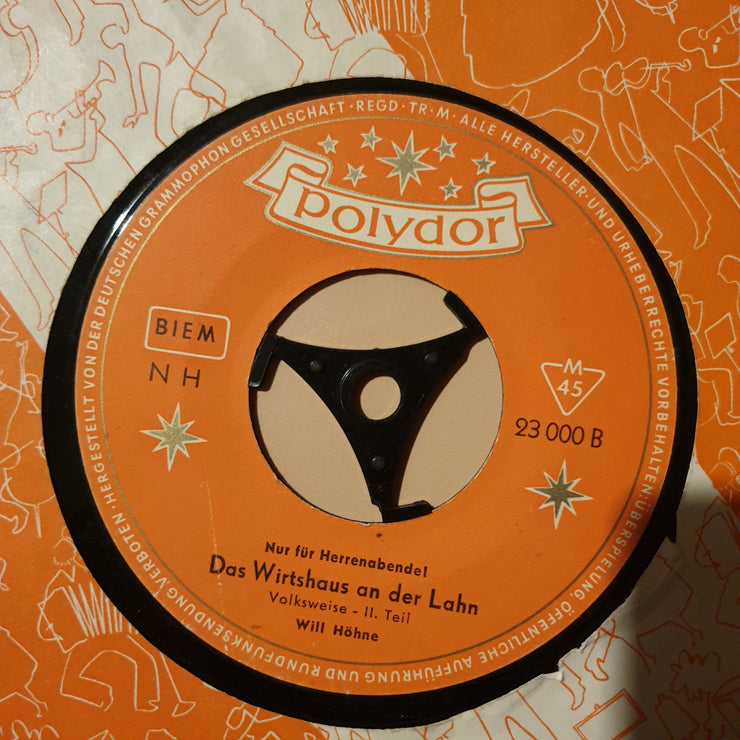 HERGESTELLT VON DER DEUTSCHEN GRAMMOPHON GESELLSCHAFT · REGD · TR · M · ALLE HERSTELLER- UND URHEBERRECHTE VORBEHALTEN. ÜBERSPIELUNG, ÖFFENTLICHE AUFFÜHRUNG UND RUNDFUNKSENDUNG VERBOTEN ·
polydor
BIEM
NH
M
45
23 000 B
Nur für Herrenabende!
Das Wirtshaus an der Lahn
Volksweise - II. Teil
Will Höhne